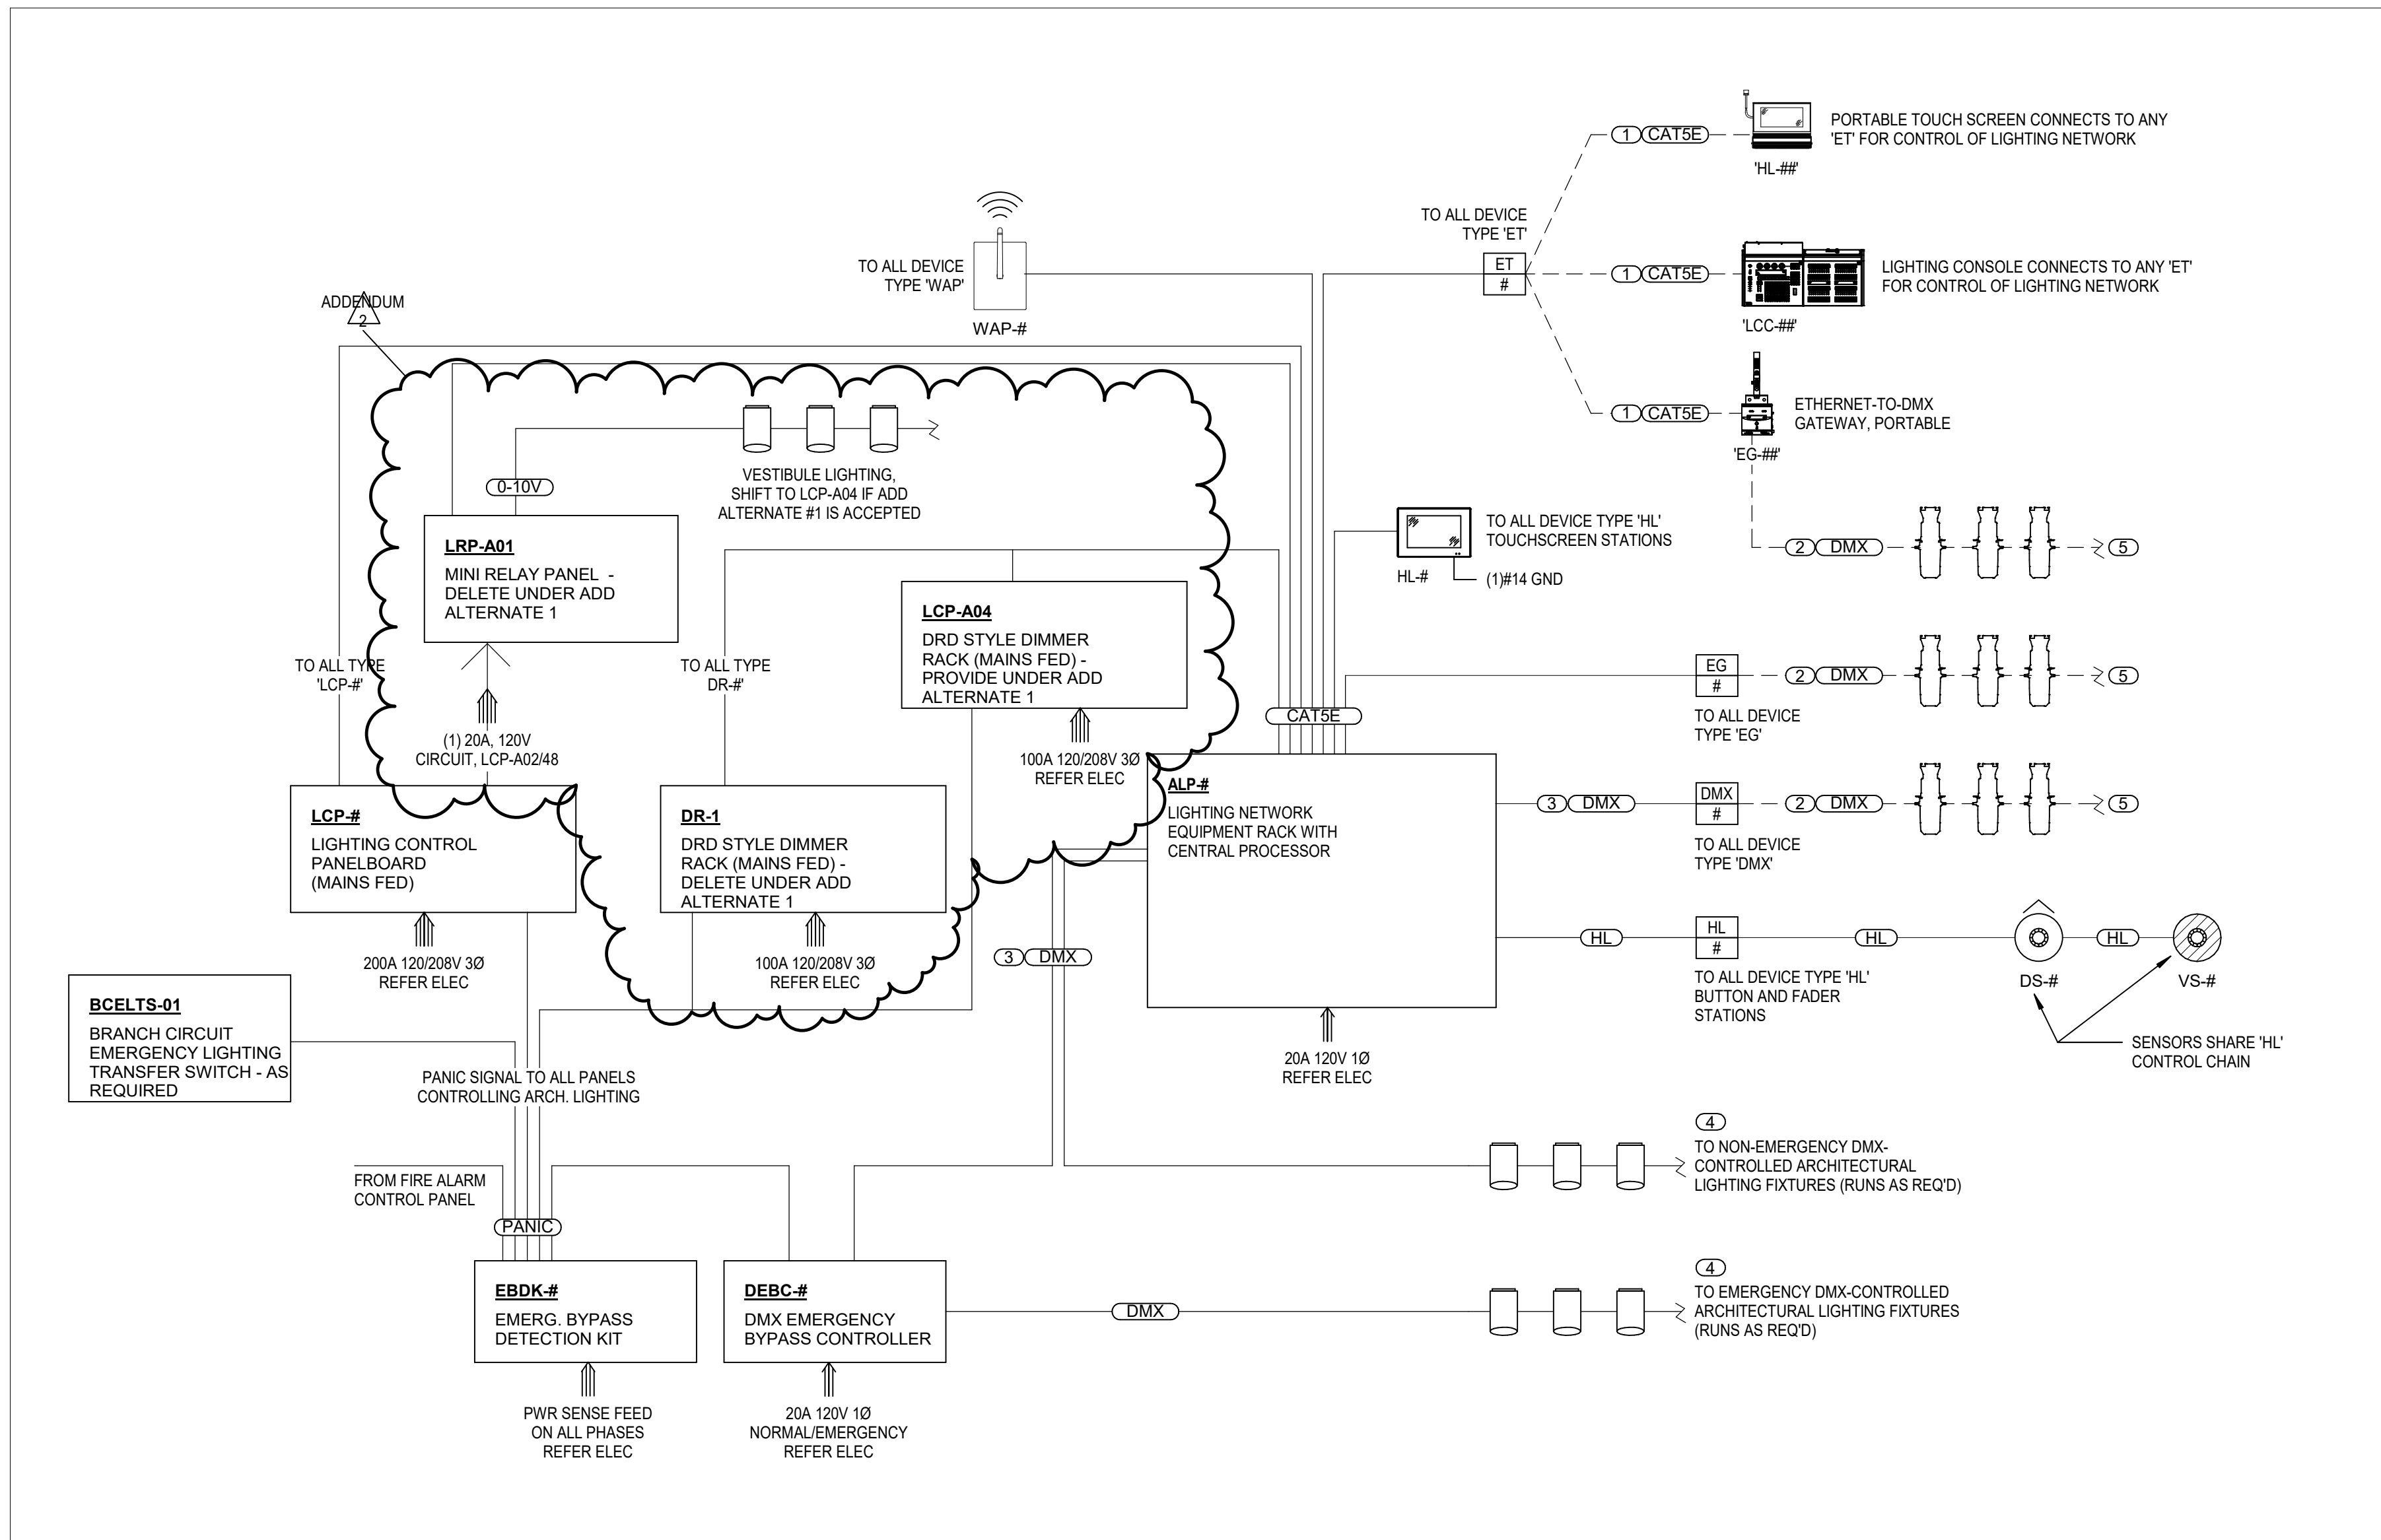 1 CAT5E
PORTABLE TOUCH SCREEN CONNECTS TO ANY
'ET' FOR CONTROL OF LIGHTING NETWORK
'HL-##'
TO ALL DEVICE
TYPE 'ET'
ET
#
1 CAT5E
LIGHTING CONSOLE CONNECTS TO ANY 'ET'
FOR CONTROL OF LIGHTING NETWORK
'LCC-##'
TO ALL DEVICE
TYPE 'WAP'
WAP-#
ADDENDUM
2
1 CAT5E
ETHERNET-TO-DMX
GATEWAY, PORTABLE
'EG-##'
VESTIBULE LIGHTING,
SHIFT TO LCP-A04 IF ADD
ALTERNATE #1 IS ACCEPTED
0-10V
LRP-A01
MINI RELAY PANEL -
DELETE UNDER ADD
ALTERNATE 1
TO ALL DEVICE TYPE 'HL'
TOUCHSCREEN STATIONS
HL-#
(1)#14 GND
2 DMX
5
LCP-A04
DRD STYLE DIMMER
RACK (MAINS FED) -
PROVIDE UNDER ADD
ALTERNATE 1
TO ALL TYPE
'LCP-#'
TO ALL TYPE
DR-#'
EG
#
2 DMX
5
TO ALL DEVICE
TYPE 'EG'
CAT5E
(1) 20A, 120V
CIRCUIT, LCP-A02/48
100A 120/208V 3Ø
REFER ELEC
LCP-#
LIGHTING CONTROL
PANELBOARD
(MAINS FED)
DR-1
DRD STYLE DIMMER
RACK (MAINS FED) -
DELETE UNDER ADD
ALTERNATE 1
ALP-#
LIGHTING NETWORK
EQUIPMENT RACK WITH
CENTRAL PROCESSOR
3 DMX
DMX
#
2 DMX
5
TO ALL DEVICE
TYPE 'DMX'
200A 120/208V 3Ø
REFER ELEC
100A 120/208V 3Ø
REFER ELEC
3 DMX
HL
HL
#
HL
HL
DS-#
VS-#
TO ALL DEVICE TYPE 'HL'
BUTTON AND FADER
STATIONS
SENSORS SHARE 'HL'
CONTROL CHAIN
BCELTS-01
BRANCH CIRCUIT
EMERGENCY LIGHTING
TRANSFER SWITCH - AS
REQUIRED
20A 120V 1Ø
REFER ELEC
PANIC SIGNAL TO ALL PANELS
CONTROLLING ARCH. LIGHTING
4
TO NON-EMERGENCY DMX-
CONTROLLED ARCHITECTURAL
LIGHTING FIXTURES (RUNS AS REQ'D)
FROM FIRE ALARM
CONTROL PANEL
PANIC
EBDK-#
EMERG. BYPASS
DETECTION KIT
DEBC-#
DMX EMERGENCY
BYPASS CONTROLLER
DMX
4
TO EMERGENCY DMX-CONTROLLED
ARCHITECTURAL LIGHTING FIXTURES
(RUNS AS REQ'D)
PWR SENSE FEED
ON ALL PHASES
REFER ELEC
20A 120V 1Ø
NORMAL/EMERGENCY
REFER ELEC